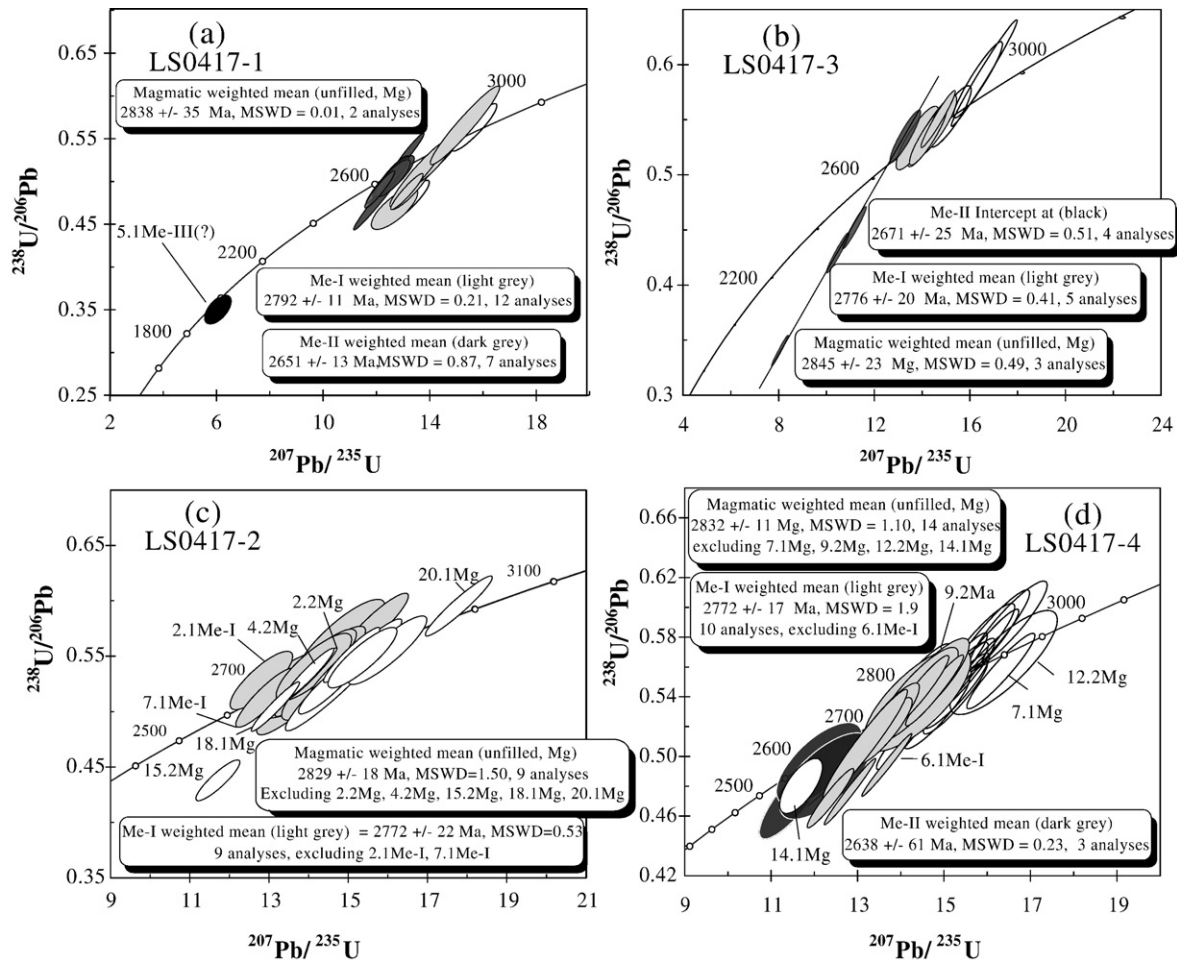 (a)
LS0417-1
0.65
0.55
0.45
0.35
0.25
238U/206Pb
Magmatic weighted mean (unfilled, Mg)
2838 +/- 35 Ma, MSWD = 0.01, 2 analyses
3000
2600
2200
1800
5.1Me-III(?)
Me-I weighted mean (light grey)
2792 +/- 11 Ma, MSWD = 0.21, 12 analyses
Me-II weighted mean (dark grey)
2651 +/- 13 Ma,MSWD = 0.87, 7 analyses
2 6 10 14 18
207Pb/ 235U
(b)
LS0417-3
0.6
0.5
0.4
0.3
238U/206Pb
3000
2600
2200
Me-II Intercept at (black)
2671 +/- 25 Ma, MSWD = 0.51, 4 analyses
Me-I weighted mean (light grey)
2776 +/- 20 Ma, MSWD = 0.41, 5 analyses
Magmatic weighted mean (unfilled, Mg)
2845 +/- 23 Mg, MSWD = 0.49, 3 analyses
4 8 12 16 20 24
207Pb/ 235U
(c)
LS0417-2
0.65
0.55
0.45
0.35
238U/206Pb
3100
20.1Mg
2.2Mg
4.2Mg
2.1Me-I
2700
7.1Me-I
2500
18.1Mg
15.2Mg
Magmatic weighted mean (unfilled, Mg)
2829 +/- 18 Ma, MSWD=1.50, 9 analyses
Excluding 2.2Mg, 4.2Mg, 15.2Mg, 18.1Mg, 20.1Mg
Me-I weighted mean (light grey) = 2772 +/- 22 Ma, MSWD=0.53
9 analyses, excluding 2.1Me-I, 7.1Me-I
9 11 13 15 17 19 21
207Pb/ 235U
(d)
LS0417-4
0.66
0.62
0.58
0.54
0.50
0.46
0.42
238U/206Pb
Magmatic weighted mean (unfilled, Mg)
2832 +/- 11 Mg, MSWD = 1.10, 14 analyses
excluding 7.1Mg, 9.2Mg, 12.2Mg, 14.1Mg
Me-I weighted mean (light grey)
2772 +/- 17 Ma, MSWD = 1.9
10 analyses, excluding 6.1Me-I
9.2Ma
3000
2800
12.2Mg
7.1Mg
2700
2600
6.1Me-I
2500
14.1Mg
Me-II weighted mean (dark grey)
2638 +/- 61 Ma, MSWD = 0.23, 3 analyses
9 11 13 15 17 19
207Pb/ 235U